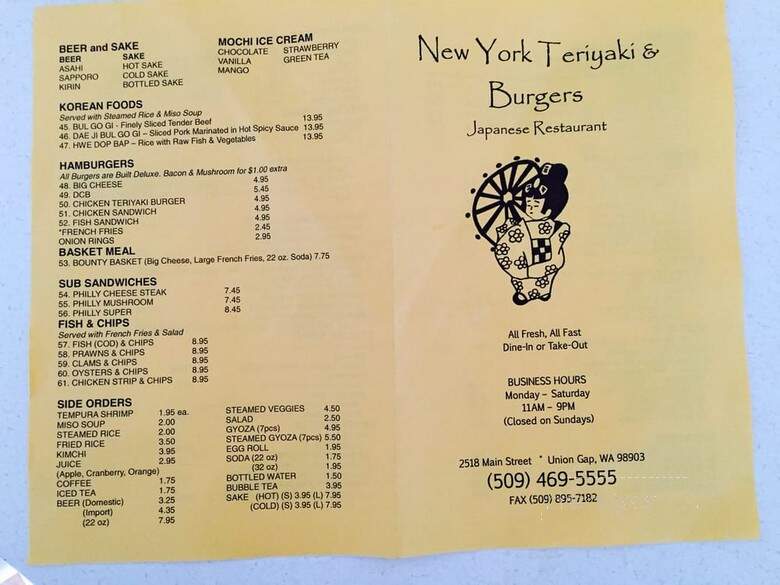 BEER and SAKE
BEER SAKE
ASAHI HOT SAKE
SAPPORO COLD SAKE
KIRIN BOTTLED SAKE
MOCHI ICE CREAM
CHOCOLATE STRAWBERRY
VANILLA GREEN TEA
MANGO
KOREAN FOODS
Served with Steamed Rice & Miso Soup
45. BUL GO GI - Finely Sliced Tender Beef 13.95
46. DAE JI BUL GO GI – Sliced Pork Marinated in Hot Spicy Sauce 13.95
47. HWE DOP BAP – Rice with Raw Fish & Vegetables 13.95
HAMBURGERS
All Burgers are Built Deluxe. Bacon & Mushroom for $1.00 extra
48. BIG CHEESE 4.95
49. DCB 5.45
50. CHICKEN TERIYAKI BURGER 4.95
51. CHICKEN SANDWICH 4.95
52. FISH SANDWICH 4.95
*FRENCH FRIES 2.45
ONION RINGS 2.95
BASKET MEAL
53. BOUNTY BASKET (Big Cheese, Large French Fries, 22 oz. Soda) 7.75
SUB SANDWICHES
54. PHILLY CHEESE STEAK 7.45
55. PHILLY MUSHROOM 7.45
56. PHILLY SUPER 8.45
FISH & CHIPS
Served with French Fries & Salad
57. FISH (COD) & CHIPS 8.95
58. PRAWNS & CHIPS 8.95
59. CLAMS & CHIPS 8.95
60. OYSTERS & CHIPS 8.95
61. CHICKEN STRIP & CHIPS 8.95
SIDE ORDERS
TEMPURA SHRIMP 1.95 ea.
MISO SOUP 2.00
STEAMED RICE 2.00
FRIED RICE 3.50
KIMCHI 3.95
JUICE 2.95
(Apple, Cranberry, Orange)
COFFEE 1.75
ICED TEA 1.75
BEER (Domestic) 3.25
(Import) 4.35
(22 oz) 7.95
STEAMED VEGGIES 4.50
SALAD 2.50
GYOZA (7pcs) 4.95
STEAMED GYOZA (7pcs) 5.50
EGG ROLL 1.95
SODA (22 oz) 1.75
(32 oz) 1.95
BOTTLED WATER 1.50
BUBBLE TEA 3.95
SAKE (HOT) (S) 3.95 (L) 7.95
(COLD) (S) 3.95 (L) 7.95
New York Teriyaki &
Burgers
Japanese Restaurant
All Fresh, All Fast
Dine-In or Take-Out
BUSINESS HOURS
Monday – Saturday
11AM – 9PM
(Closed on Sundays)
2518 Main Street * Union Gap, WA 98903
(509) 469-5555
FAX (509) 895-7182